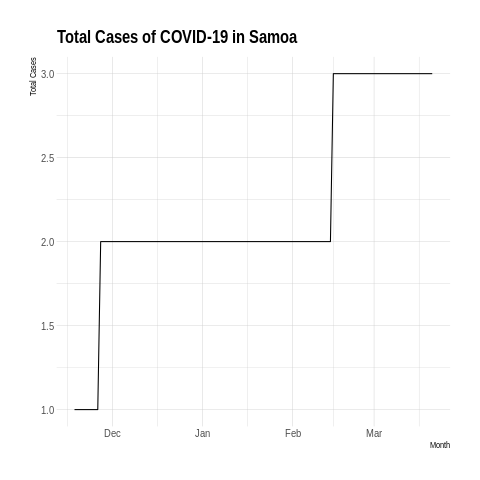 Total Cases of COVID-19 in Samoa
Total Cases
3.0
2.5
2.0
1.5
1.0
Dec Jan Feb Mar
Month